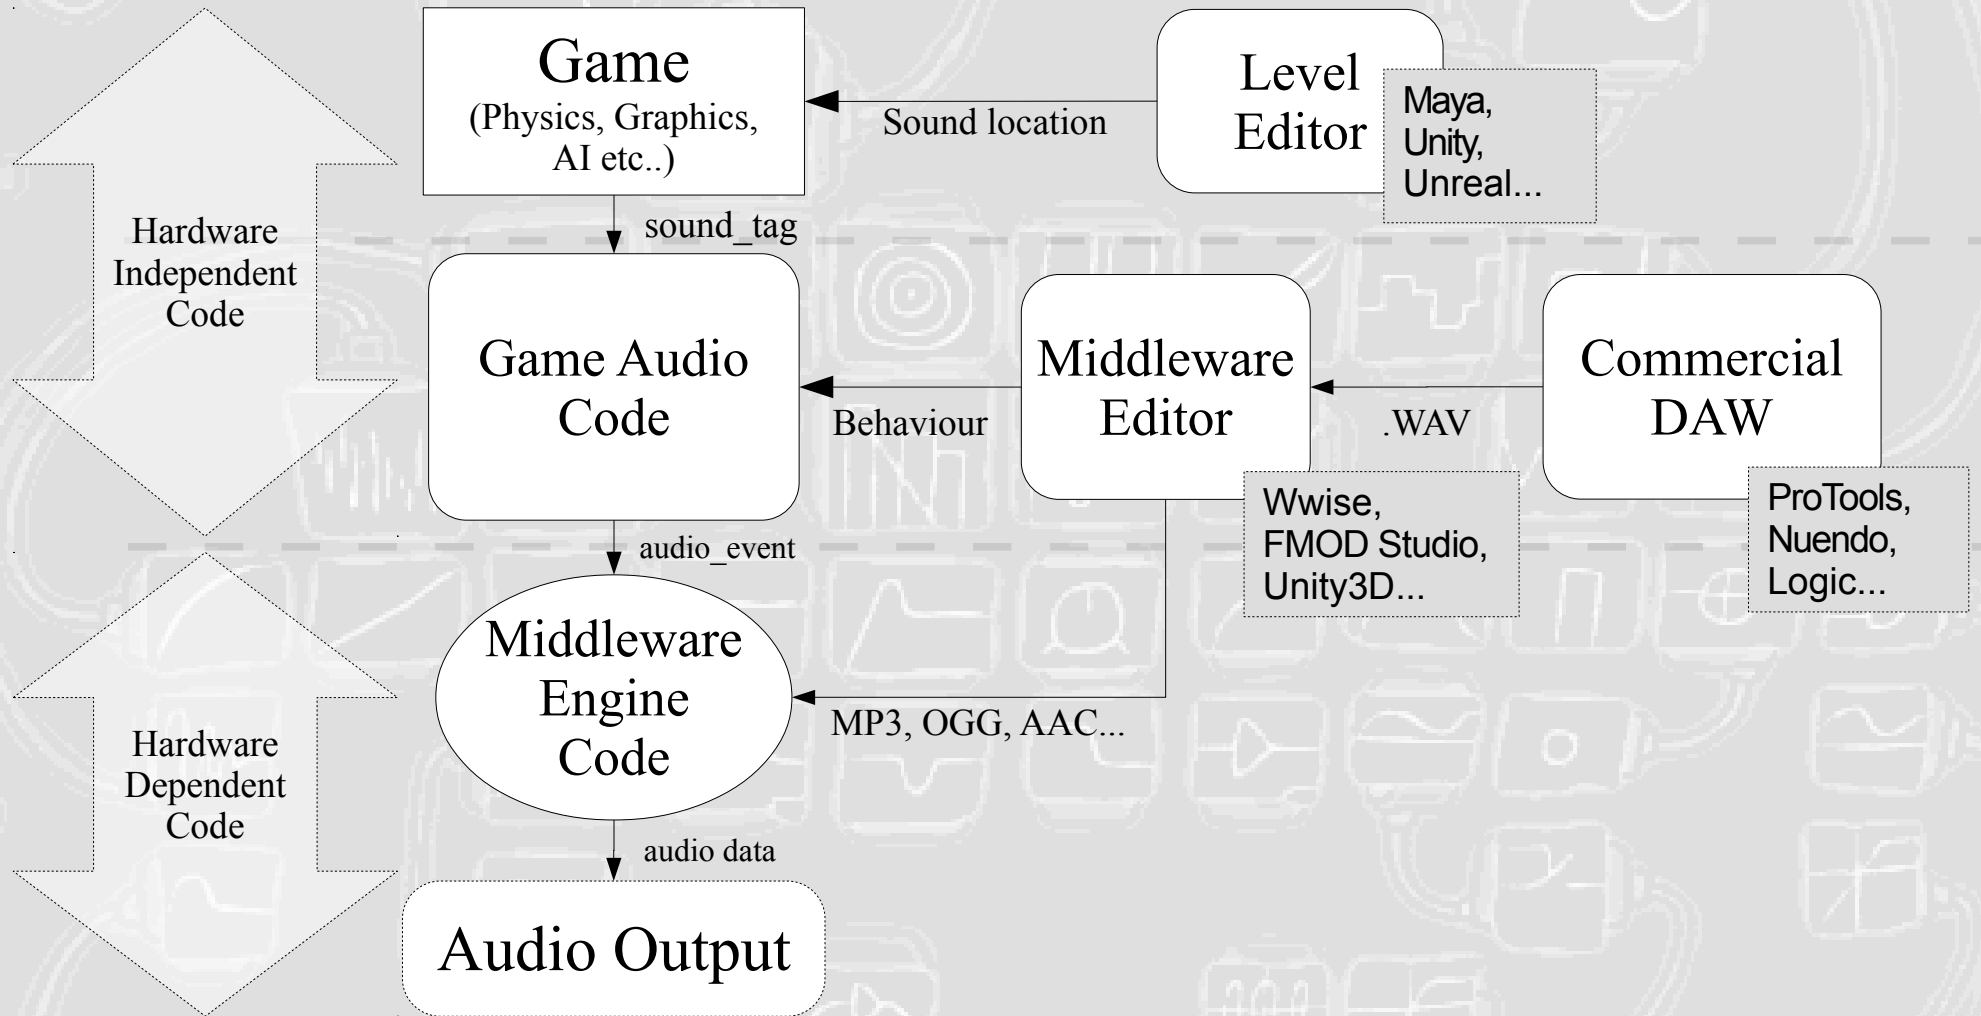 Game
(Physics, Graphics,
AI etc..)
Sound location
Level
Editor
Maya,
Unity,
Unreal...
sound_tag
Hardware
Independent
Code
Game Audio
Code
Behaviour
Middleware
Editor
.WAV
Commercial
DAW
Wwise,
FMOD Studio,
Unity3D...
ProTools,
Nuendo,
Logic...
audio_event
Middleware
Engine
Code
MP3, OGG, AAC...
Hardware
Dependent
Code
audio data
Audio Output